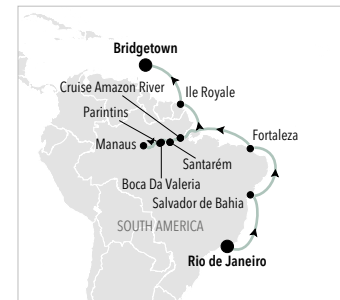 Bridgetown
Cruise Amazon River
Ile Royale
Parintins
Fortaleza
Manaus
Santarém
Boca Da Valeria
Salvador de Bahia
SOUTH AMERICA
Rio de Janeiro